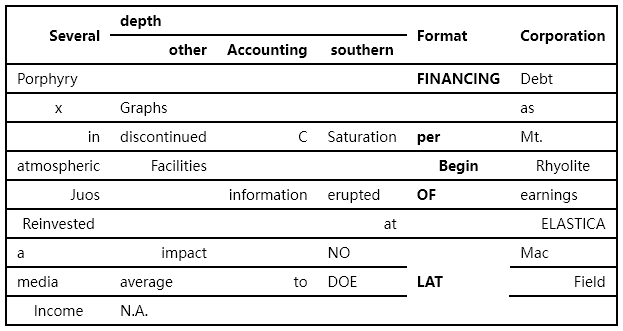 Several depth Format Corporation
other Accounting southern
Porphyry FINANCING Debt
x Graphs as
in discontinued C Saturation per Mt.
atmospheric Facilities Begin Rhyolite
Juos information erupted OF earnings
Reinvested at ELASTICA
a impact NO LAT Mac
media average to DOE Field
Income N.A.